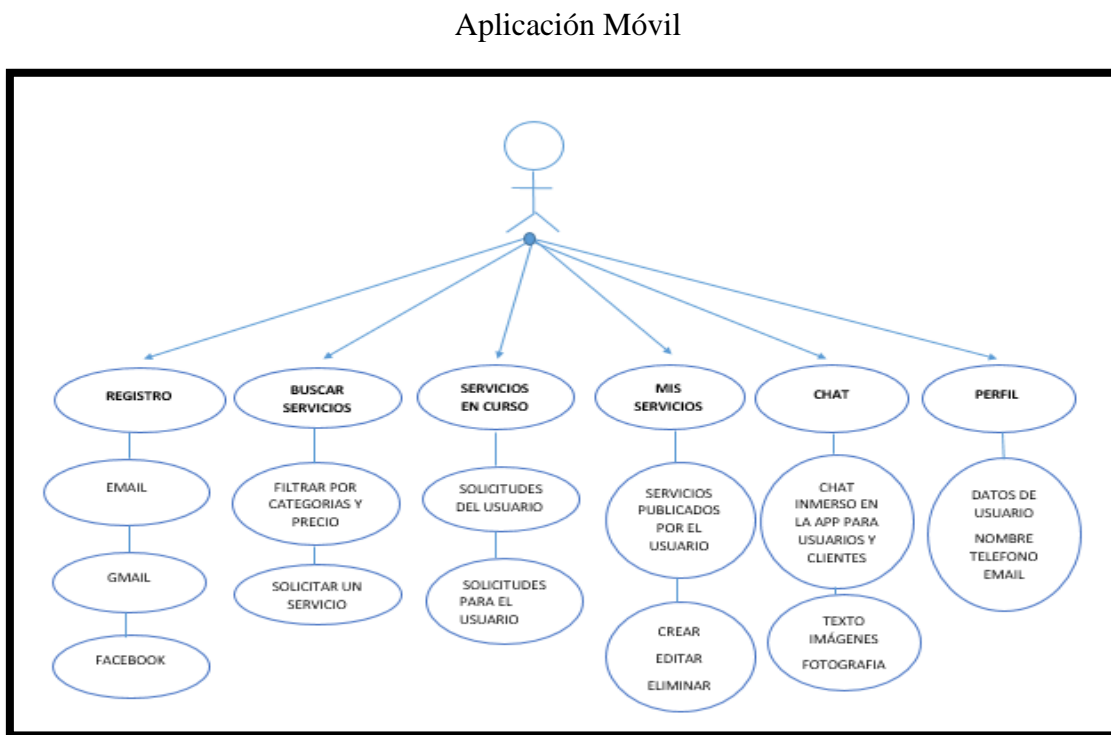 Aplicación Móvil
REGISTRO
EMAIL
GMAIL
FACEBOOK
BUSCAR
SERVICIOS
FILTRAR POR
CATEGORIAS Y
PRECIO
SOLICITAR UN
SERVICIO
SERVICIOS
EN CURSO
SOLICITUDES
DEL USUARIO
SOLICITUDES
PARA EL
USUARIO
MIS
SERVICIOS
SERVICIOS
PUBLICADOS
POR EL
USUARIO
CREAR
EDITAR
ELIMINAR
CHAT
CHAT
INMERSO EN
LA APP PARA
USUARIOS Y
CLIENTES
TEXTO
IMÁGENES
FOTOGRAFIA
PERFIL
DATOS DE
USUARIO
NOMBRE
TELEFONO
EMAIL